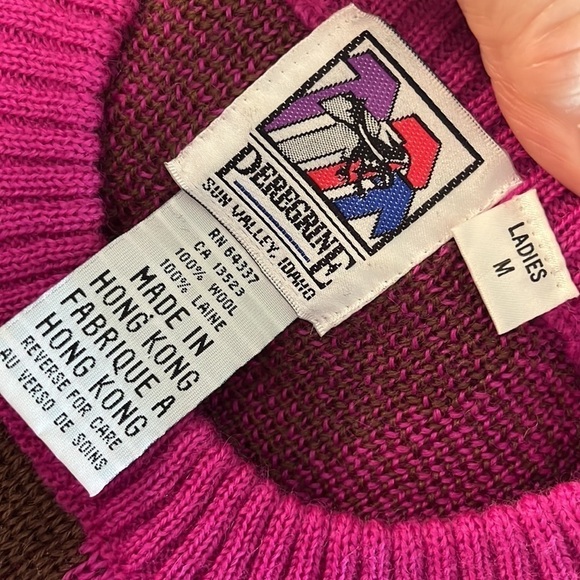 PEREGRINE
SUN VALLEY, IDAHO
LADIES
M
RN 64337
CA 13523
100% WOOL
100% LAINE
MADE IN
HONG KONG
FABRIQUE A
HONG KONG
REVERSE FOR CARE
AU VERSO DE SOINS